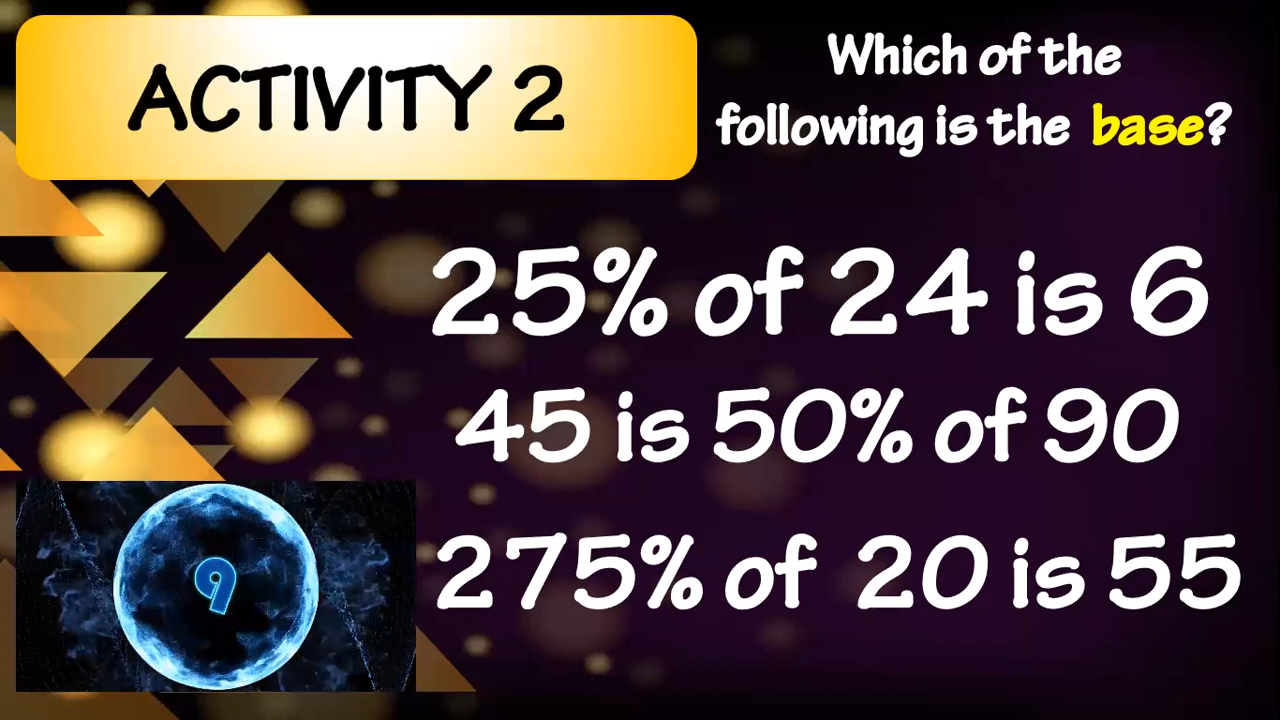 ACTIVITY 2
Which of the
following is the base?
25% of 24 is 6
45 is 50% of 90
275% of 20 is 55
9